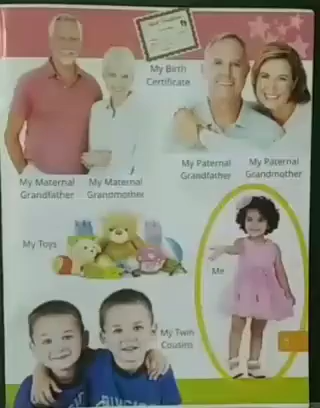 My Birth
Certificate
My Maternal
Grandfather
My Maternal
Grandmother
My Paternal
Grandfather
My Paternal
Grandmother
My Toys
Me
My Twin
Cousins